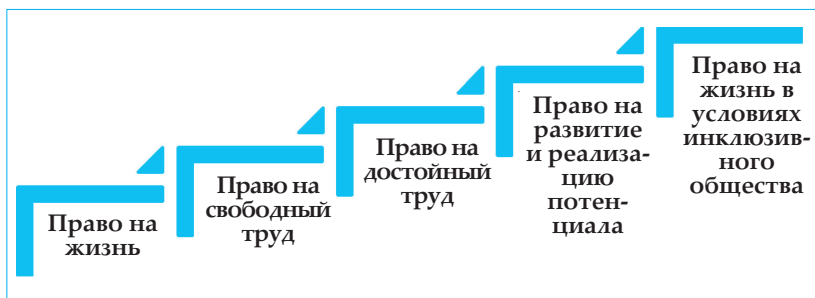 Право на
жизнь
Право на
свободный
труд
Право на
достойный
труд
Право на
развитие
и реализа-
цию
потен-
циала
Право на
жизнь в
условиях
инклюзив-
ного
общества